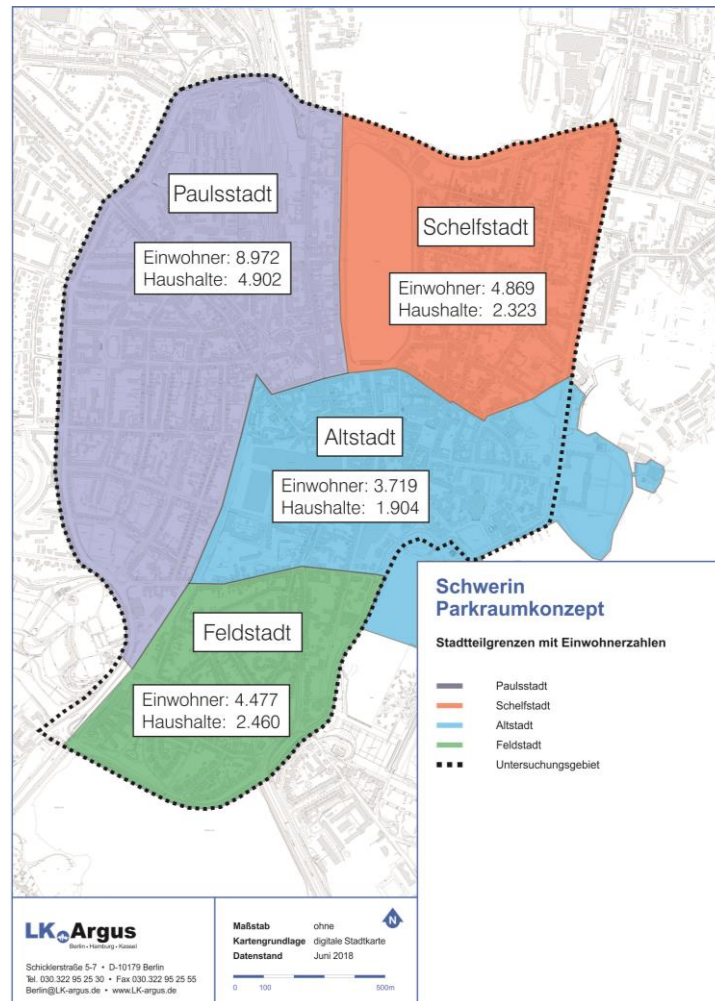 Paulsstadt
Einwohner: 8.972
Haushalte: 4.902
Schelfstadt
Einwohner: 4.869
Haushalte: 2.323
Altstadt
Einwohner: 3.719
Haushalte: 1.904
Feldstadt
Einwohner: 4.477
Haushalte: 2.460
Schwerin
Parkraumkonzept
Stadtteilgrenzen mit Einwohnerzahlen
Paulsstadt
Schelfstadt
Altstadt
Feldstadt
Untersuchungsgebiet
LK Argus
Berlin • Hamburg • Kassel
Schicklerstraße 5-7 • D-10179 Berlin
Tel. 030.322 95 25 30 • Fax 030.322 95 25 55
Berlin@LK-argus.de • www.LK-argus.de
N
Maßstab ohne
Kartengrundlage digitale Stadtkarte
Datenstand Juni 2018
0 100 500m